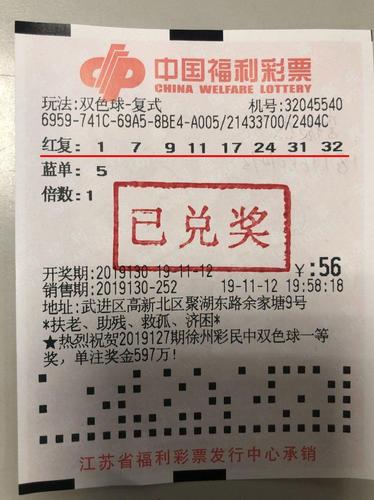 中国福利彩票
CHINA WELFARE LOTTERY
玩法:双色球-复式 机号:32045540
6959-741C-69A5-8BE4-A005/21433700/2404C
红复: 1 7 9 11 17 24 31 32
蓝单: 5
倍数:1
已兑奖
开奖期:2019130 19-11-12 ¥:56
销售期:2019130-252 19-11-12 19:58:18
地址:武进区高新北区聚湖东路余家塘9号
*扶老、助残、救孤、济困*
★热烈祝贺2019127期徐州彩民中双色球一等
奖，单注奖金597万!
江苏省福利彩票发行中心承销